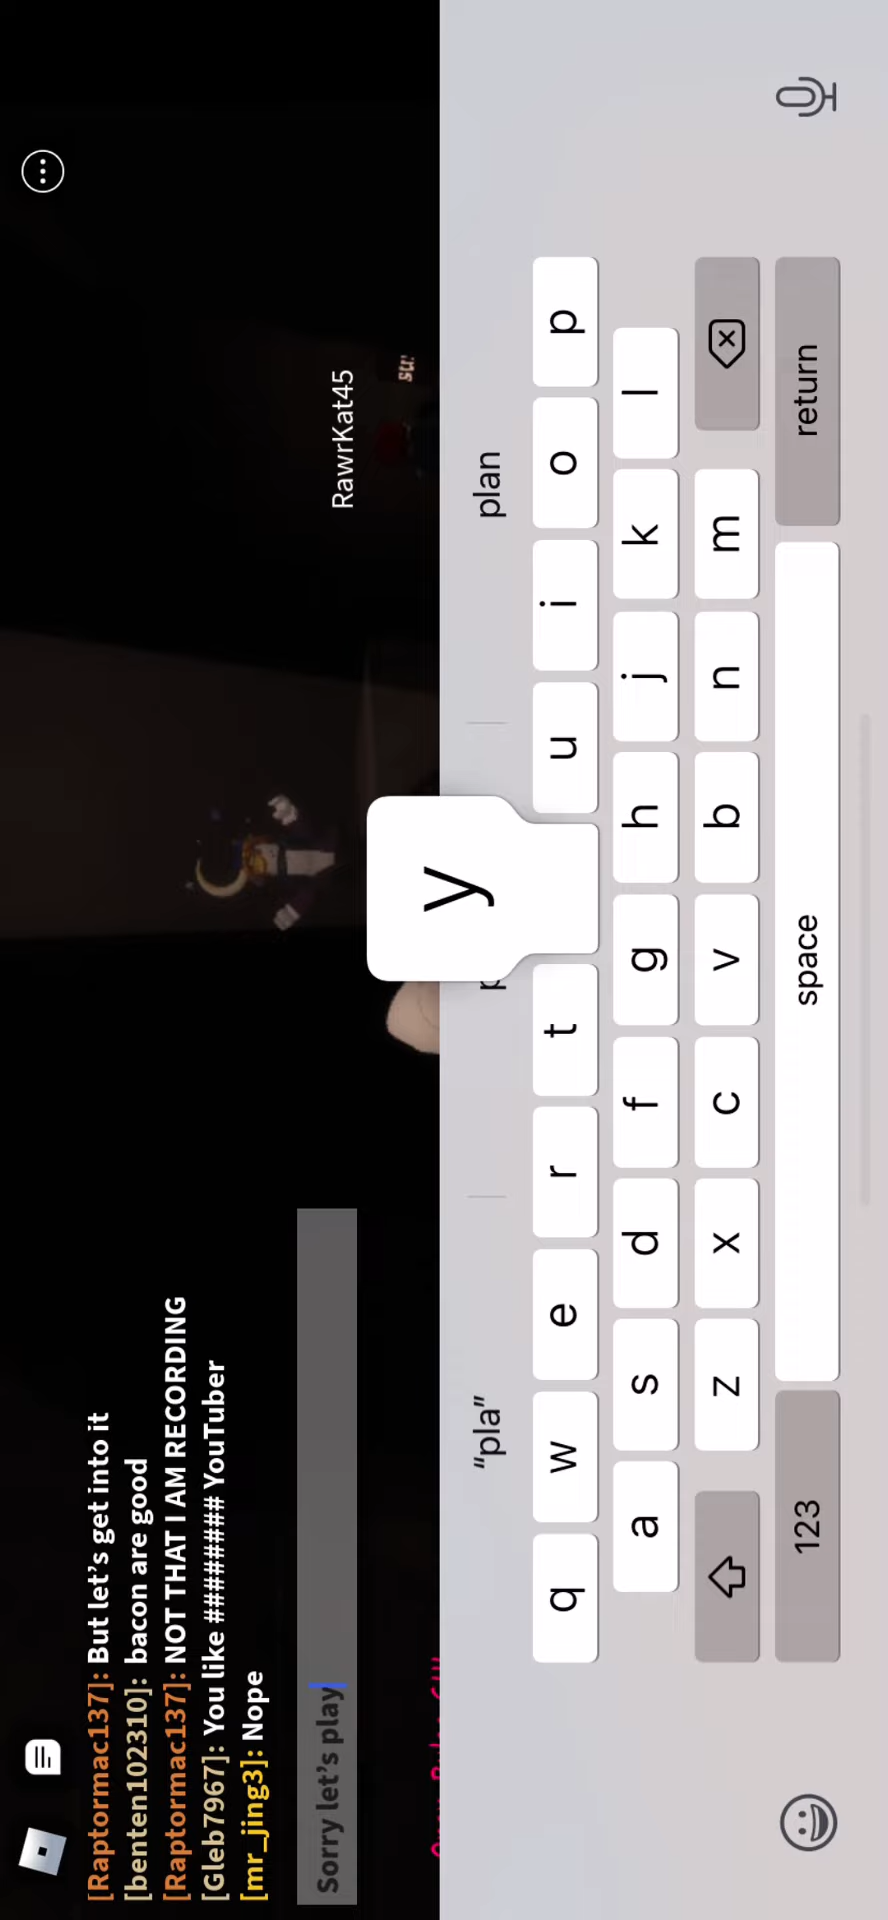 [Raptormac137]: But let's get into it
[benten102310]: bacon are good
[Raptormac137]: NOT THAT I AM RECORDING
[Gleb7967]: You like ######## YouTuber
[mr_jing3]: Nope
Sorry let's play
RawrKat45
"pla"
plan
q w e r t y u i o p
a s d f g h j k l
z x c v b n m
123 space return